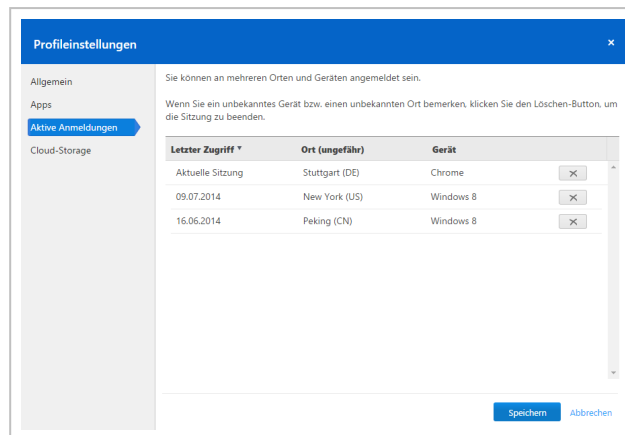 Profileinstellungen
Allgemein
Apps
Aktive Anmeldungen
Cloud-Storage
Sie können an mehreren Orten und Geräten angemeldet sein.
Wenn Sie ein unbekanntes Gerät bzw. einen unbekannten Ort bemerken, klicken Sie den Löschen-Button, um
die Sitzung zu beenden.
Letzter Zugriff Ort (ungefähr) Gerät
Aktuelle Sitzung Stuttgart (DE) Chrome
09.07.2014 New York (US) Windows 8
16.06.2014 Peking (CN) Windows 8
Speichern Abbrechen